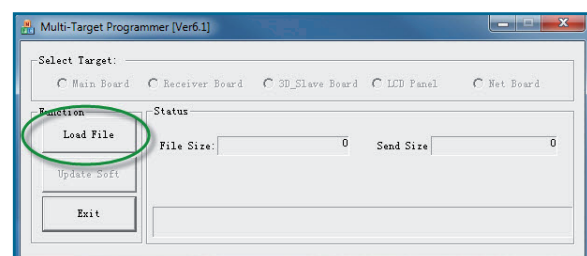 Multi-Target Programmer [Ver6.1]
Select Target:
Main Board Receiver Board 3D_Slave Board LCD Panel Net Board
Function Status
Load File
File Size: 0 Send Size 0
Update Soft
Exit